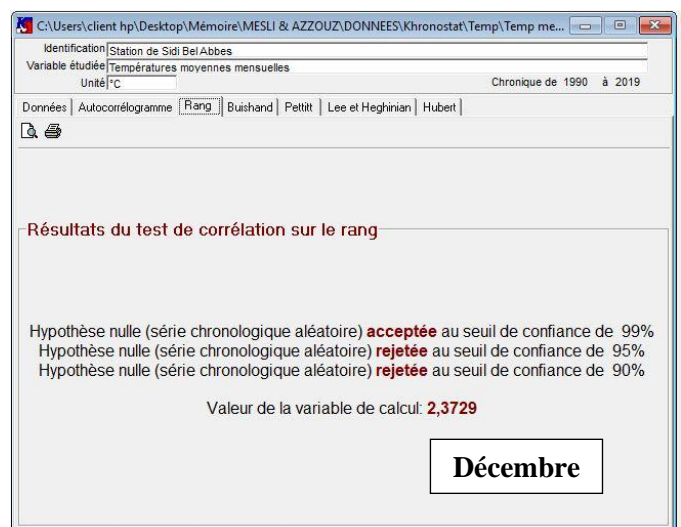 C:\Users\client hp\Desktop\Mémoire\MESLI & AZZOUZ\DONNEES\Khronostat\Temp\Temp me...
Identification Station de Sidi Bel Abbes
Variable étudiée Températures moyennes mensuelles
Unité °C Chronique de 1990 à 2019
Données Autocorrélogramme Rang Buishand Pettitt Lee et Heghinian Hubert
Résultats du test de corrélation sur le rang
Hypothèse nulle (série chronologique aléatoire) acceptée au seuil de confiance de 99%
Hypothèse nulle (série chronologique aléatoire) rejetée au seuil de confiance de 95%
Hypothèse nulle (série chronologique aléatoire) rejetée au seuil de confiance de 90%
Valeur de la variable de calcul: 2,3729
Décembre